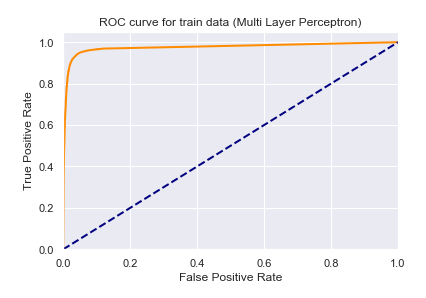 ROC curve for train data (Multi Layer Perceptron)
1.0
0.8
0.6
0.4
0.2
0.0
True Positive Rate
0.0 0.2 0.4 0.6 0.8 1.0
False Positive Rate